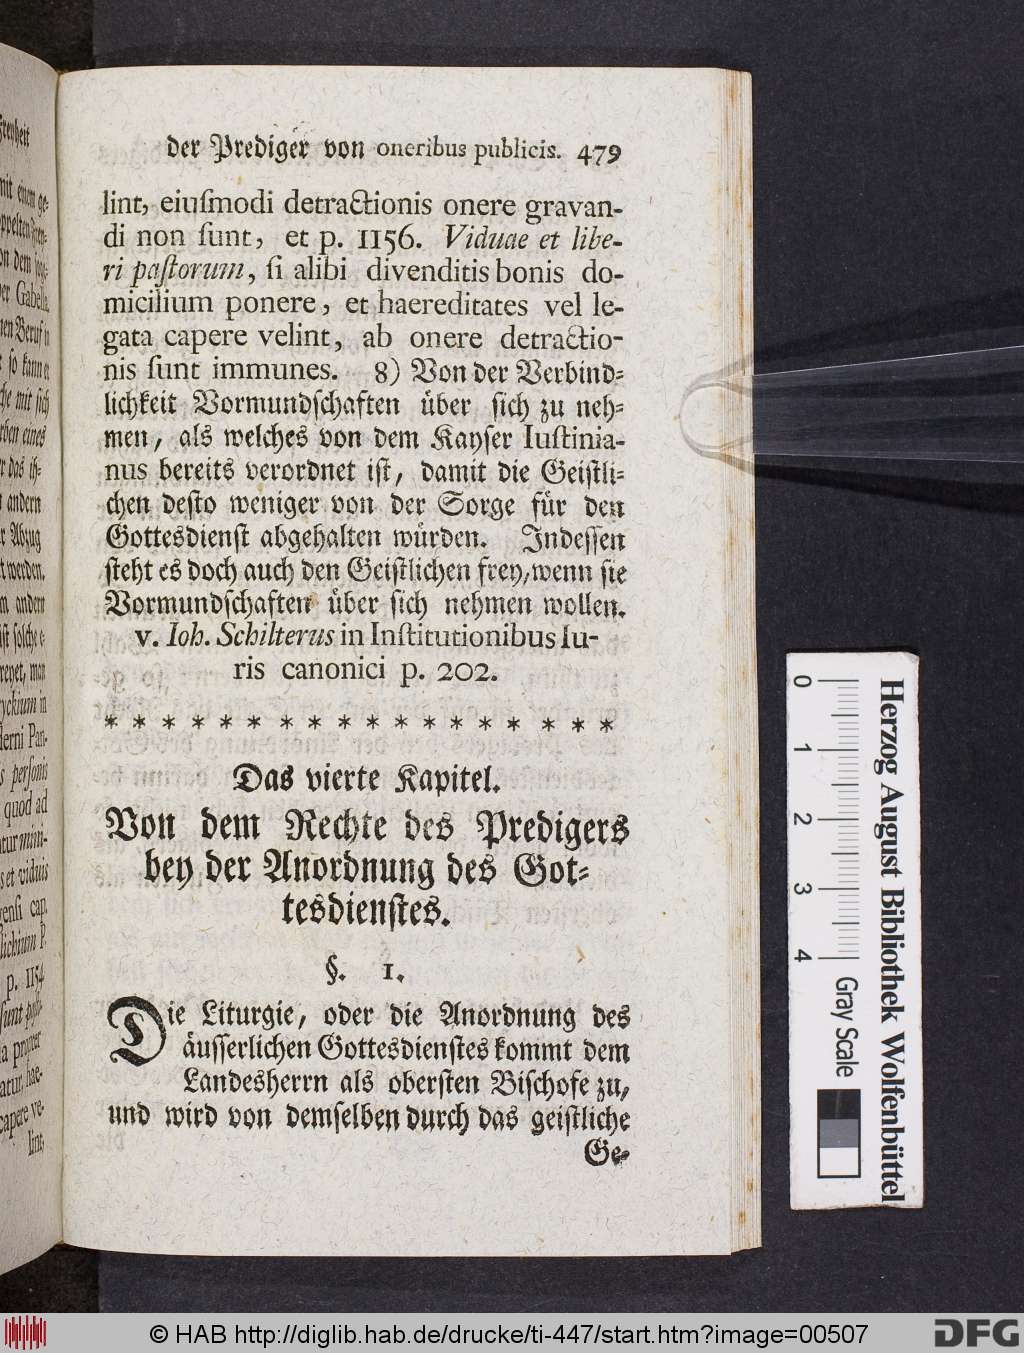 der Prediger von oneribus publicis. 479
lint, eiuſmodi detractionis onere gravan-
di non ſunt, et p. 1156. Viduae et libe-
ri paſtorum, ſi alibi divenditis bonis do-
micilium ponere, et haereditates vel le-
gata capere velint, ab onere detractio-
nis ſunt immunes. 8) Von der Verbind-
lichkeit Vormundſchaften über ſich zu neh-
men, als welches von dem Kayſer Iuſtinia-
nus bereits verordnet iſt, damit die Geiſtli-
chen deſto weniger von der Sorge für den
Gottesdienſt abgehalten würden. Indeſſen
ſteht es doch auch den Geiſtlichen frey, wenn ſie
Vormundſchaften über ſich nehmen wollen.
v. Ioh. Schilterus in Inſtitutionibus Iu-
ris canonici p. 202.
* * * * * * * * * * * * * * * * * *
Das vierte Kapitel.
Von dem Rechte des Predigers
bey der Anordnung des Got-
tesdienſtes.
§. 1.
Die Liturgie, oder die Anordnung des
äuſſerlichen Gottesdienſtes kommt dem
Landesherrn als oberſten Biſchofe zu,
und wird von demſelben durch das geiſtliche
Ge-
0 1 2 3 4
Herzog August Bibliothek Wolfenbüttel
Gray Scale
© HAB http://diglib.hab.de/drucke/ti-447/start.htm?image=00507
DFG